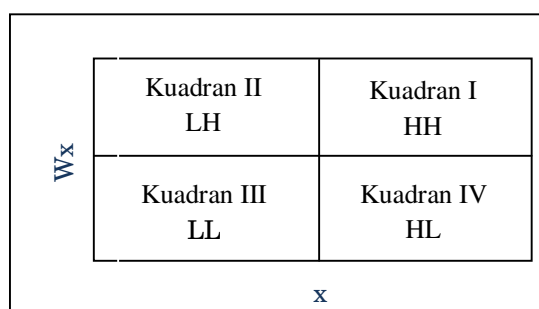 Kuadran II
LH
Kuadran I
HH
Wx
Kuadran III
LL
Kuadran IV
HL
x